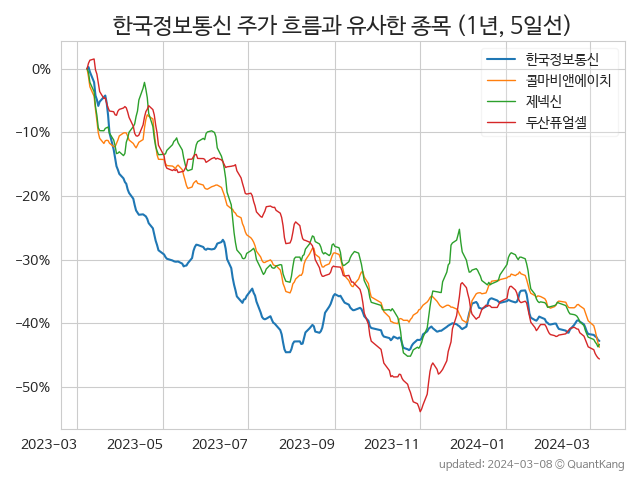 한국정보통신 주가 흐름과 유사한 종목 (1년, 5일선)
한국정보통신
콜마비앤에이치
제넥신
두산퓨얼셀
0%
−10%
−20%
−30%
−40%
−50%
2023−03 2023−05 2023−07 2023−09 2023−11 2024−01 2024−03
updated: 2024-03-08 © QuantKang